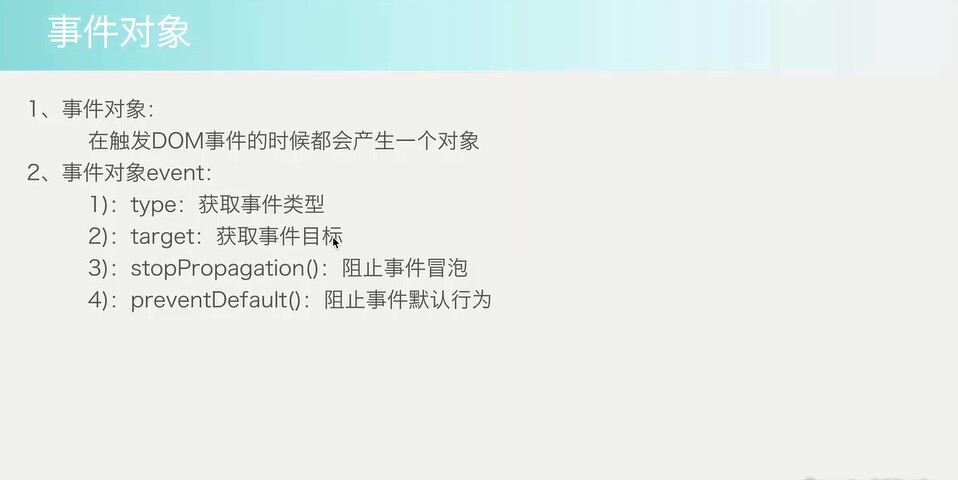 事件对象
1、事件对象：
在触发DOM事件的时候都会产生一个对象
2、事件对象event：
1)：type：获取事件类型
2)：target：获取事件目标
3)：stopPropagation()：阻止事件冒泡
4)：preventDefault()：阻止事件默认行为